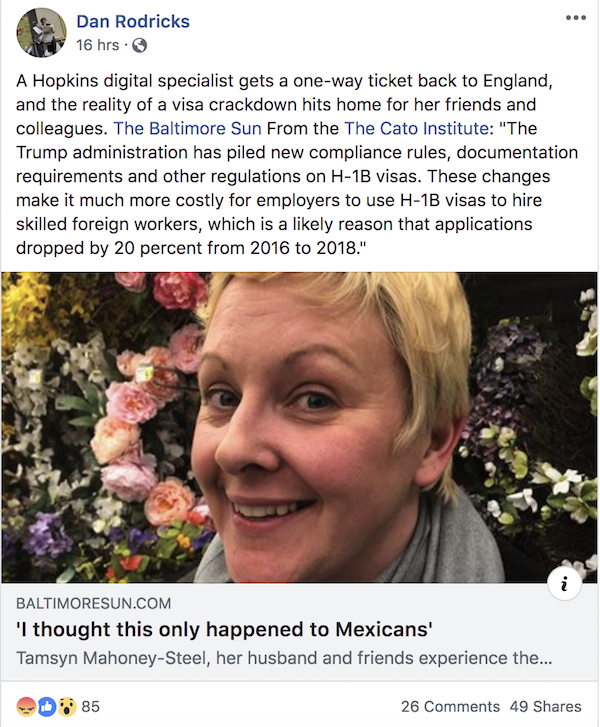 Dan Rodricks
16 hrs ·
A Hopkins digital specialist gets a one-way ticket back to England,
and the reality of a visa crackdown hits home for her friends and
colleagues. The Baltimore Sun From the The Cato Institute: "The
Trump administration has piled new compliance rules, documentation
requirements and other regulations on H-1B visas. These changes
make it much more costly for employers to use H-1B visas to hire
skilled foreign workers, which is a likely reason that applications
dropped by 20 percent from 2016 to 2018."
i
BALTIMORESUN.COM
'I thought this only happened to Mexicans'
Tamsyn Mahoney-Steel, her husband and friends experience the...
85
26 Comments 49 Shares